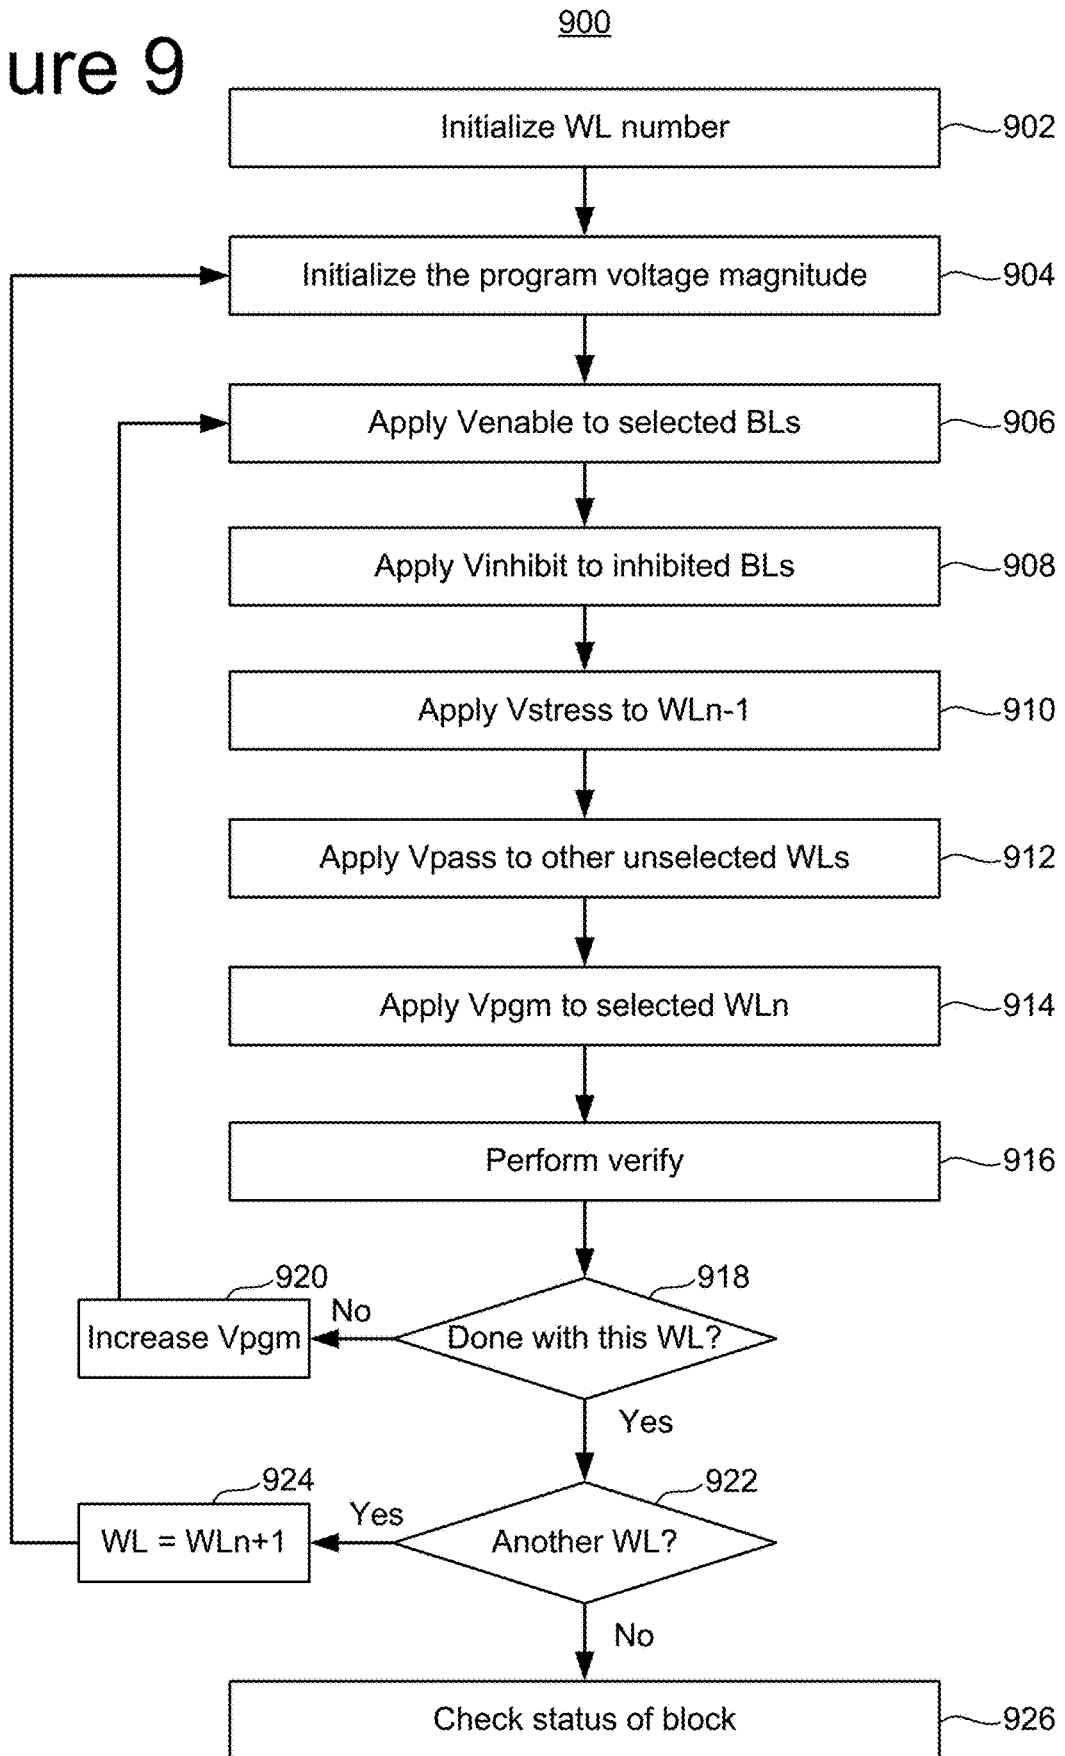 900
ure 9
Initialize WL number
902
Initialize the program voltage magnitude
904
Apply Venable to selected BLs
906
Apply Vinhibit to inhibited BLs
908
Apply Vstress to WLn-1
910
Apply Vpass to other unselected WLs
912
Apply Vpgm to selected WLn
914
Perform verify
916
920
918
Increase Vpgm
No
Done with this WL?
Yes
924
922
WL = WLn+1
Yes
Another WL?
No
Check status of block
926